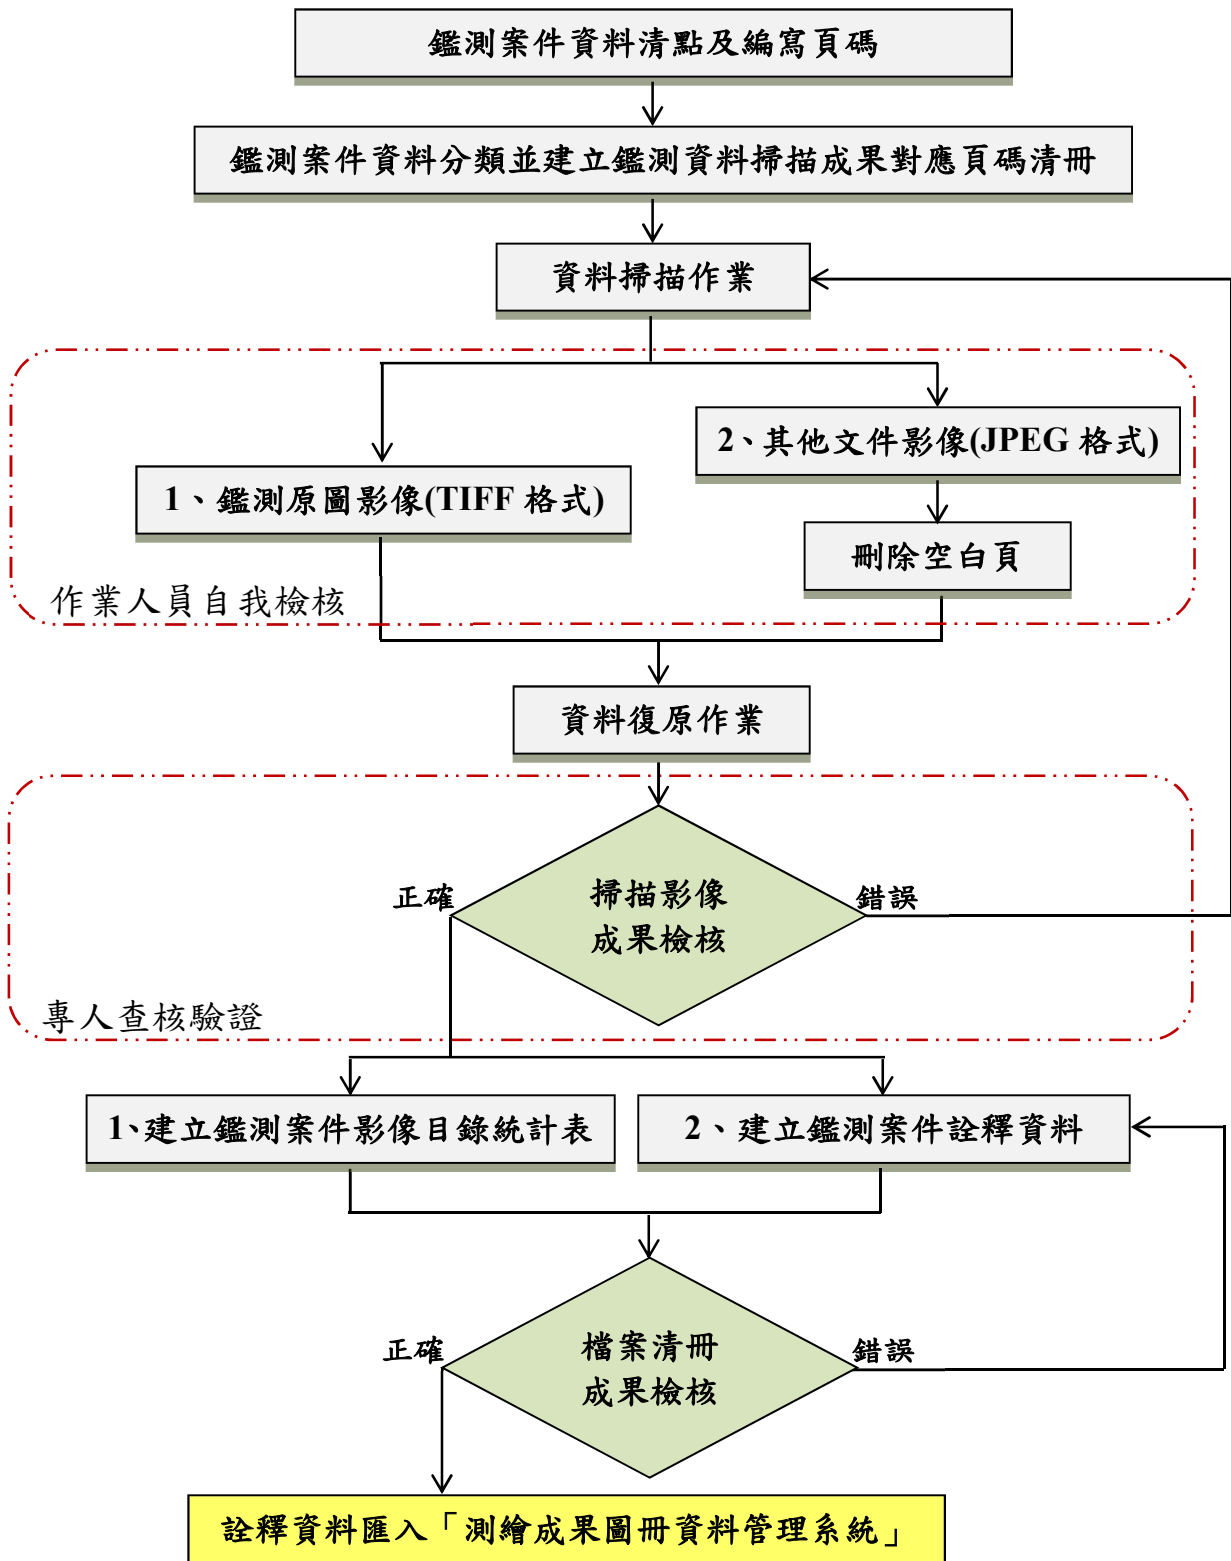 鑑測案件資料清點及編寫頁碼
鑑測案件資料分類並建立鑑測資料掃描成果對應頁碼清冊
資料掃描作業
2、其他文件影像(JPEG 格式)
1、鑑測原圖影像(TIFF 格式)
刪除空白頁
作業人員自我檢核
資料復原作業
正確
掃描影像
成果檢核
錯誤
專人查核驗證
1、建立鑑測案件影像目錄統計表
2、建立鑑測案件詮釋資料
正確
檔案清冊
成果檢核
錯誤
詮釋資料匯入「測繪成果圖冊資料管理系統」